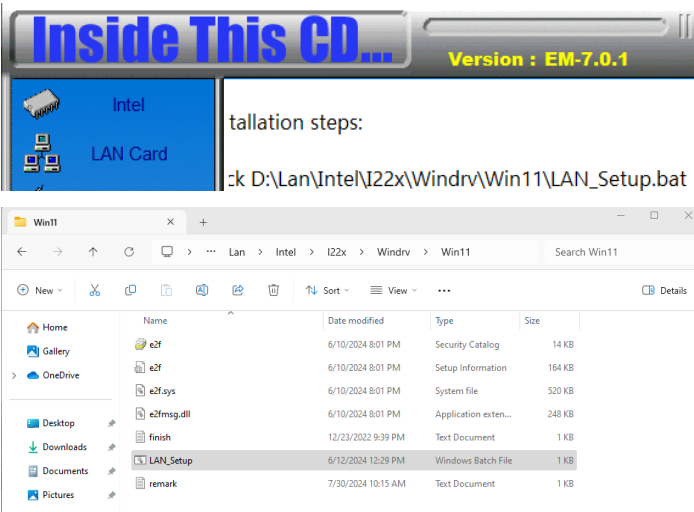 Inside This CD...
Version : EM-7.0.1
Intel
LAN Card
tallation steps:
ck D:\Lan\Intel\I22x\Windrv\Win11\LAN_Setup.bat
Win11
... Lan > Intel > I22x > Windrv > Win11
Search Win11
New
Sort
View
...
Details
Home
Gallery
OneDrive
Desktop
Downloads
Documents
Pictures
Name Date modified Type Size
e2f 6/10/2024 8:01 PM Security Catalog 14 KB
e2f 6/10/2024 8:01 PM Setup Information 164 KB
e2f.sys 6/10/2024 8:01 PM System file 520 KB
e2fmsg.dll 6/10/2024 8:01 PM Application exten... 248 KB
finish 12/23/2022 9:39 PM Text Document 1 KB
LAN_Setup 6/12/2024 12:29 PM Windows Batch File 1 KB
remark 7/30/2024 10:15 AM Text Document 1 KB